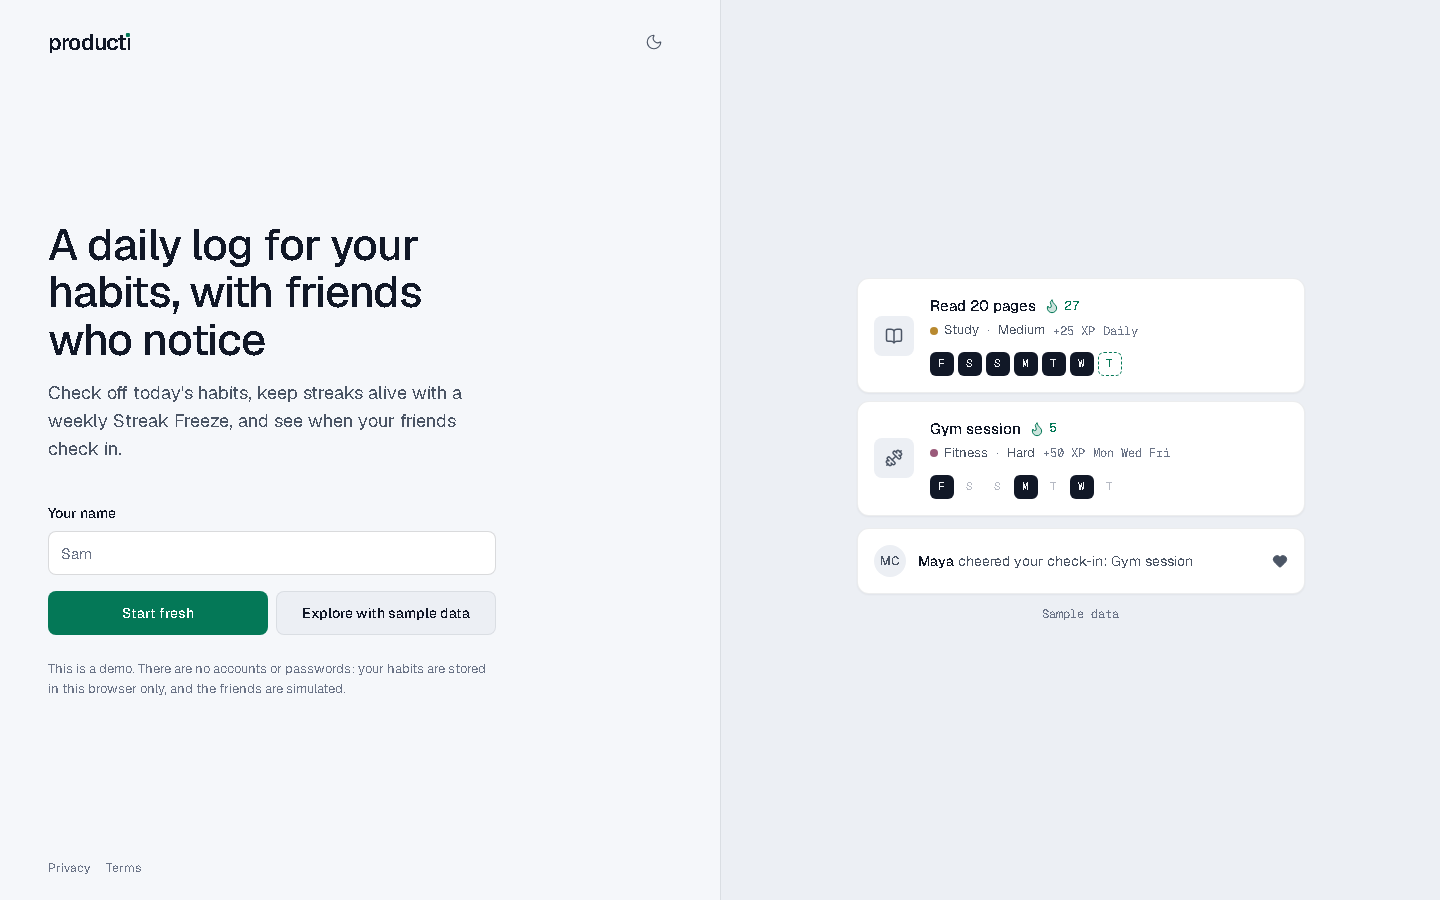 producti
A daily log for your
habits, with friends
who notice
Check off today's habits, keep streaks alive with a
weekly Streak Freeze, and see when your friends
check in.
Your name
Sam
Start fresh
Explore with sample data
This is a demo. There are no accounts or passwords: your habits are stored
in this browser only, and the friends are simulated.
Privacy Terms
Read 20 pages 27
Study · Medium +25 XP Daily
F S S M T W T
Gym session 5
Fitness · Hard +50 XP Mon Wed Fri
F S S M T W T
MC Maya cheered your check-in: Gym session
Sample data